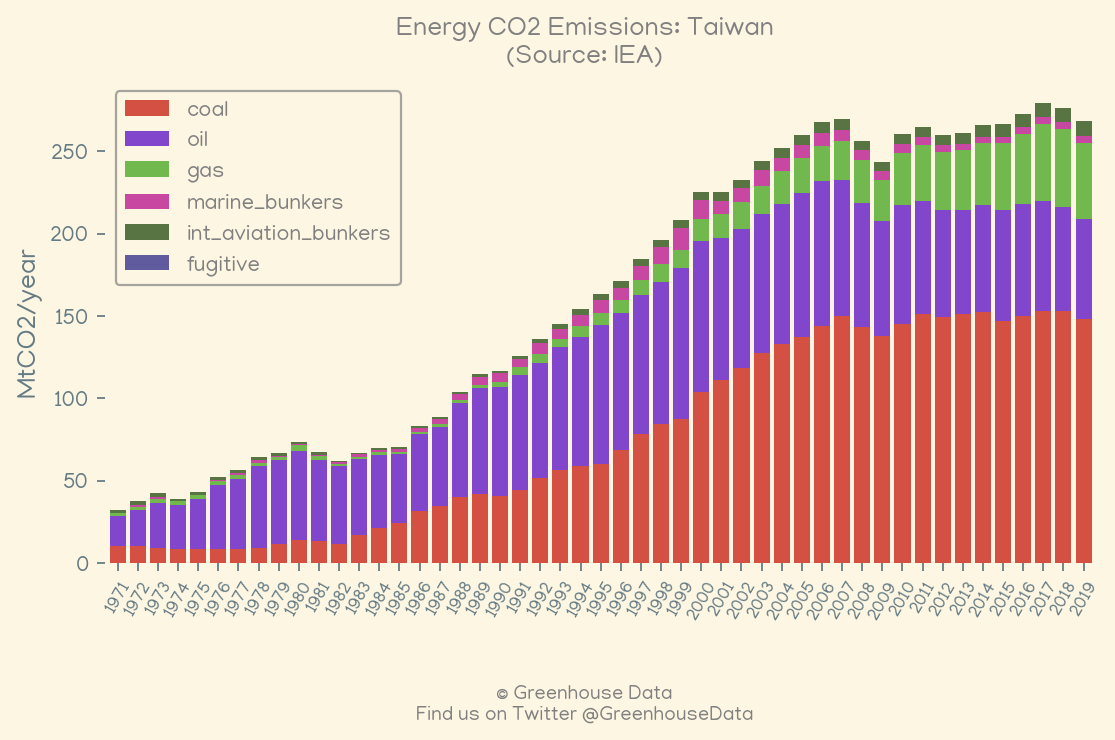 Energy CO2 Emissions: Taiwan
(Source: IEA)
coal
oil
gas
marine_bunkers
int_aviation_bunkers
fugitive
MtCO2/year
250
200
150
100
50
0
1971 1972 1973 1974 1975 1976 1977 1978 1979 1980 1981 1982 1983 1984 1985 1986 1987 1988 1989 1990 1991 1992 1993 1994 1995 1996 1997 1998 1999 2000 2001 2002 2003 2004 2005 2006 2007 2008 2009 2010 2011 2012 2013 2014 2015 2016 2017 2018 2019
© Greenhouse Data
Find us on Twitter @GreenhouseData